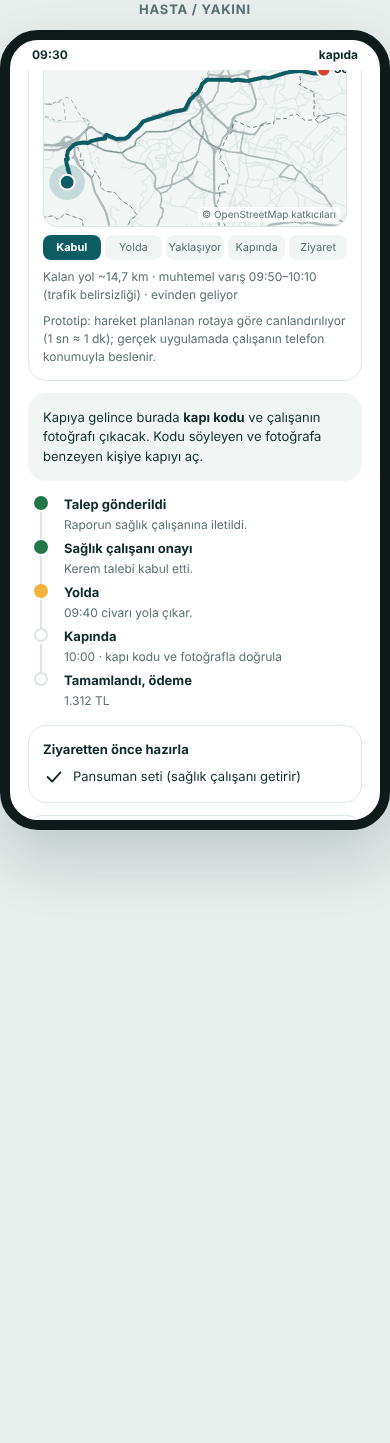 HASTA / YAKINI
09:30
kapıda
© OpenStreetMap katkıcıları
Kabul
Yolda
Yaklaşıyor
Kapında
Ziyaret
Kalan yol ~14,7 km · muhtemel varış 09:50–10:10
(trafik belirsizliği) · evinden geliyor
Prototip: hareket planlanan rotaya göre canlandırılıyor
(1 sn ≈ 1 dk); gerçek uygulamada çalışanın telefon
konumuyla beslenir.
Kapıya gelince burada kapı kodu ve çalışanın
fotoğrafı çıkacak. Kodu söyleyen ve fotoğrafa
benzeyen kişiye kapıyı aç.
Talep gönderildi
Raporun sağlık çalışanına iletildi.
Sağlık çalışanı onayı
Kerem talebi kabul etti.
Yolda
09:40 civarı yola çıkar.
Kapında
10:00 · kapı kodu ve fotoğrafla doğrula
Tamamlandı, ödeme
1.312 TL
Ziyaretten önce hazırla
Pansuman seti (sağlık çalışanı getirir)